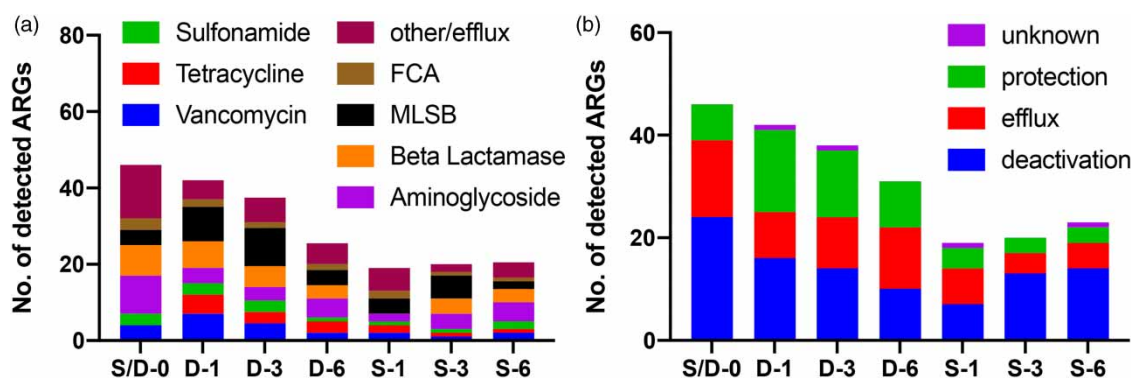 (a)
No. of detected ARGs
80
60
40
20
0
Sulfonamide
Tetracycline
Vancomycin
other/efflux
FCA
MLSB
Beta Lactamase
Aminoglycoside
S/D-0 D-1 D-3 D-6 S-1 S-3 S-6
(b)
No. of detected ARGs
60
40
20
0
unknown
protection
efflux
deactivation
S/D-0 D-1 D-3 D-6 S-1 S-3 S-6